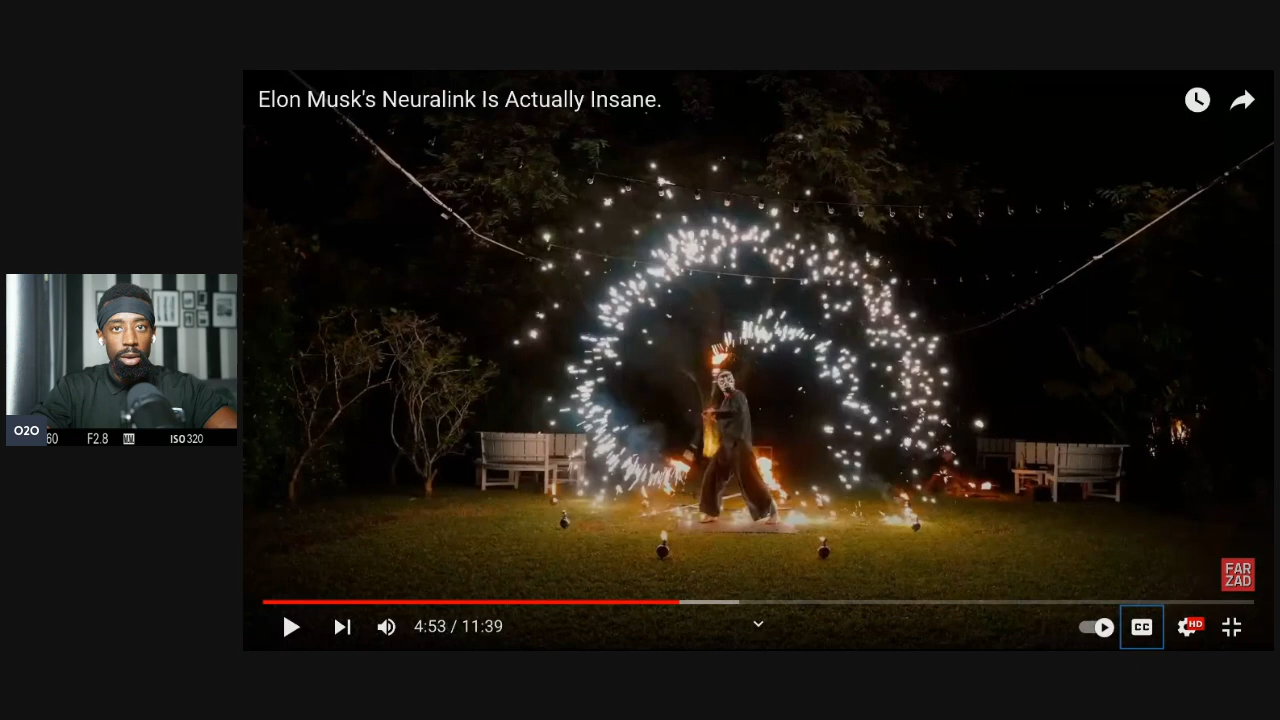 Elon Musk's Neuralink Is Actually Insane.
O2O
60
F2.8
ISO 320
FAR
ZAD
4:53 / 11:39
CC
HD